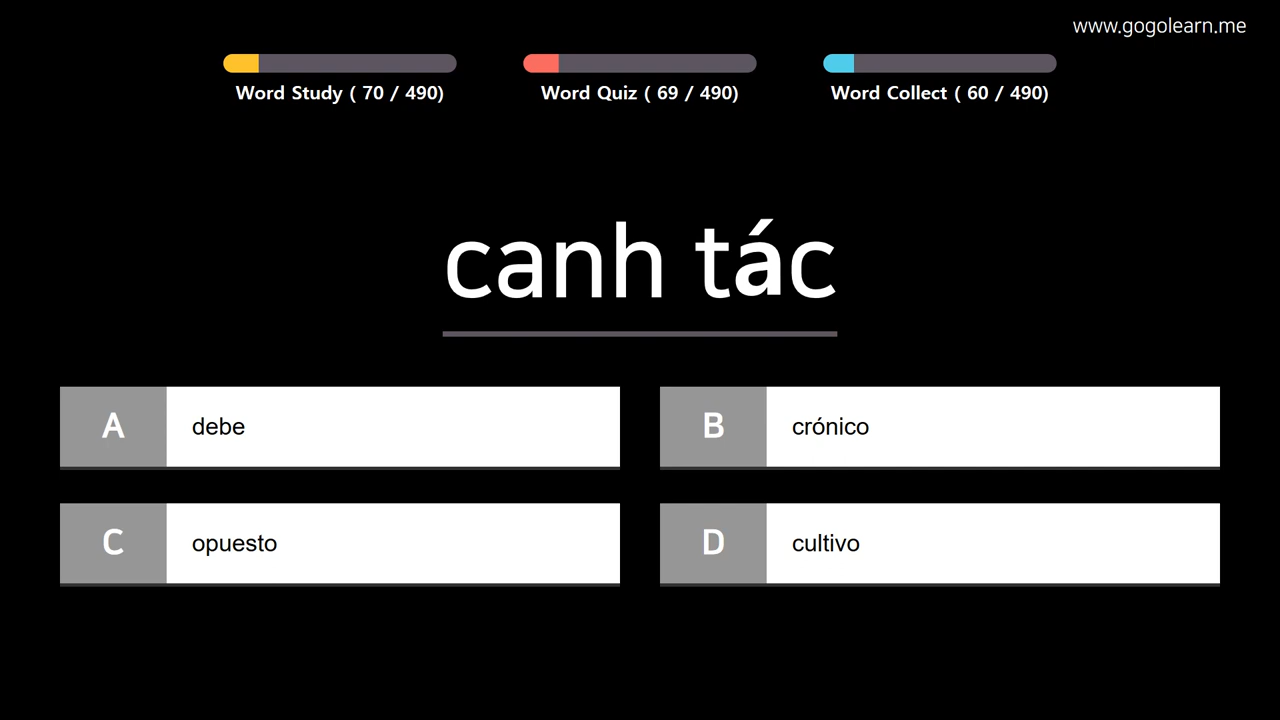 www.gogolearn.me
Word Study ( 70 / 490)
Word Quiz ( 69 / 490)
Word Collect ( 60 / 490)
canh tác
A debe
B crónico
C opuesto
D cultivo